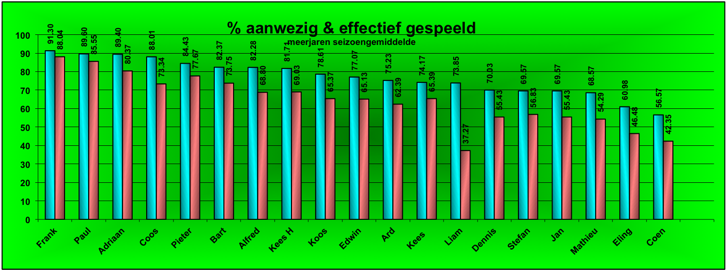 % aanwezig & effectief gespeeld
meerjaren seizoengemiddelde
100
90
80
70
60
50
40
30
20
10
0
91.30 88.04
89.60 85.55
89.40 80.37
88.01 73.34
84.43 77.67
82.37 73.75
82.28 68.80
81.71 69.03
78.61 65.37
77.07 65.13
75.23 62.39
74.17 65.39
73.85 37.27
70.03 55.43
69.57 56.83
69.57 55.43
68.57 54.29
60.98 46.48
56.57 42.35
Frank
Paul
Adriaan
Coos
Pieter
Bart
Alfred
Kees H
Koos
Edwin
Ard
Kees
Liam
Dennis
Stefan
Jan
Mathieu
Eling
Coen